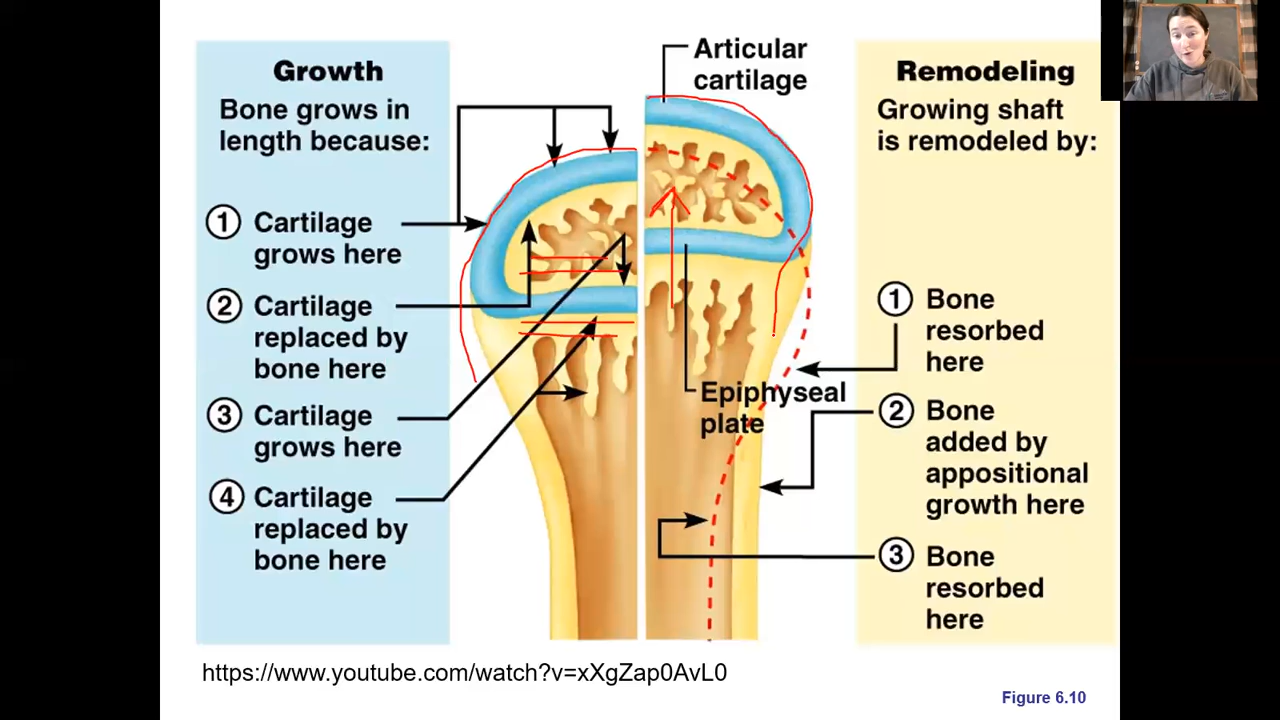 Growth
Bone grows in
length because:
1 Cartilage
grows here
2 Cartilage
replaced by
bone here
3 Cartilage
grows here
4 Cartilage
replaced by
bone here
Articular
cartilage
Epiphyseal
plate
Remodeling
Growing shaft
is remodeled by:
1 Bone
resorbed
here
2 Bone
added by
appositional
growth here
3 Bone
resorbed
here
https://www.youtube.com/watch?v=xXgZap0AvL0
Figure 6.10